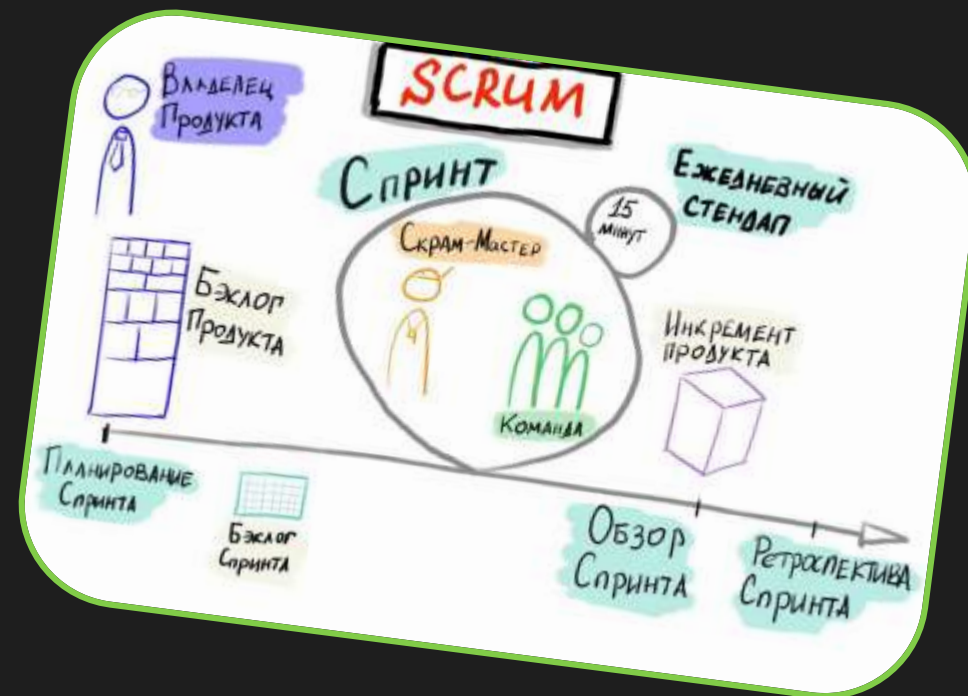 SCRUM
Владелец
Продукта
Спринт
Ежедневный
стендап
15
минут
Скрам-Мастер
Бэклог
Продукта
Инкремент
продукта
Команда
Планирование
Спринта
Бэклог
Спринта
Обзор
Спринта
Ретроспектива
Спринта